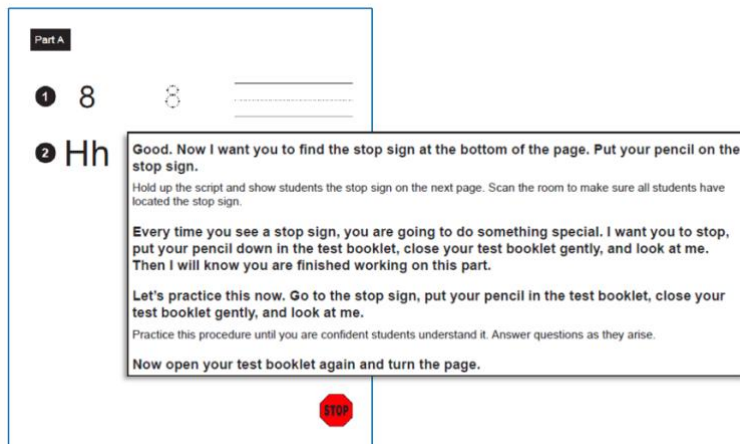 Part A
1 8 8
2 Hh
Good. Now I want you to find the stop sign at the bottom of the page. Put your pencil on the
stop sign.
Hold up the script and show students the stop sign on the next page. Scan the room to make sure all students have
located the stop sign.
Every time you see a stop sign, you are going to do something special. I want you to stop,
put your pencil down in the test booklet, close your test booklet gently, and look at me.
Then I will know you are finished working on this part.
Let's practice this now. Go to the stop sign, put your pencil in the test booklet, close your
test booklet gently, and look at me.
Practice this procedure until you are confident students understand it. Answer questions as they arise.
Now open your test booklet again and turn the page.
STOP